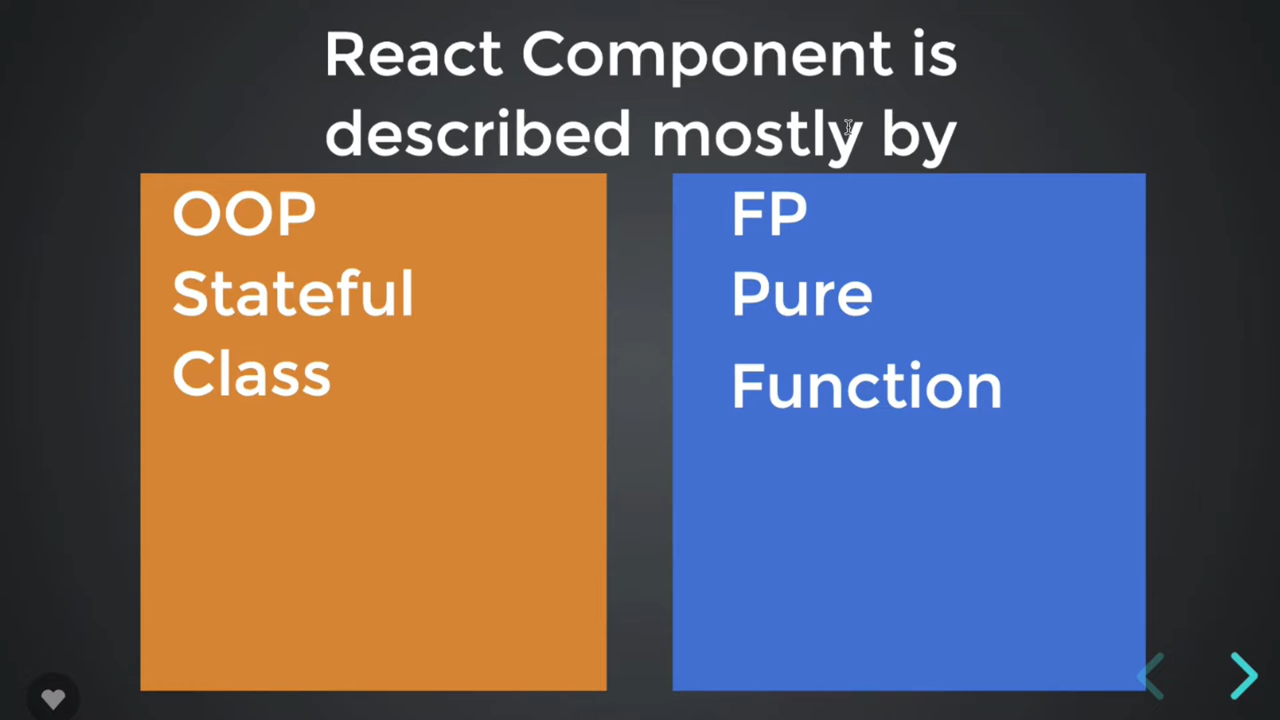 React Component is
described mostly by
OOP
Stateful
Class
FP
Pure
Function